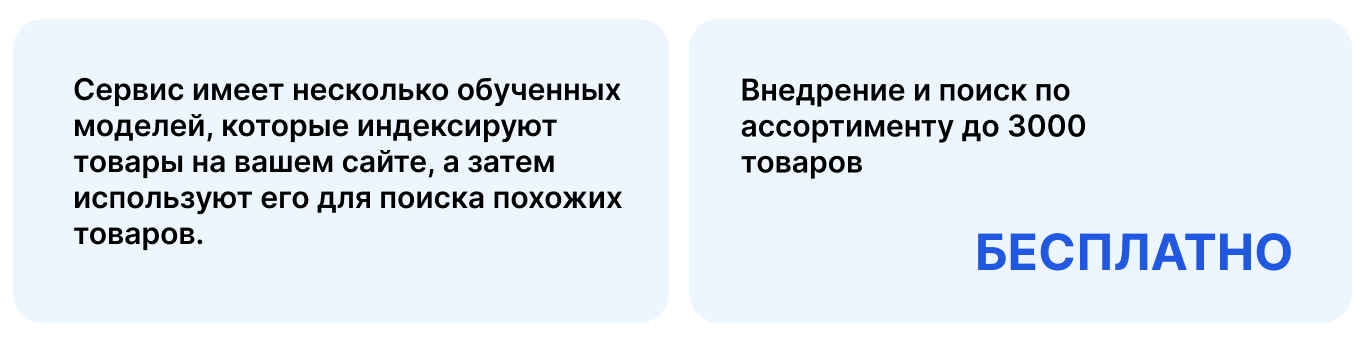 Сервис имеет несколько обученных
моделей, которые индексируют
товары на вашем сайте, а затем
используют его для поиска похожих
товаров.
Внедрение и поиск по
ассортименту до 3000
товаров
БЕСПЛАТНО